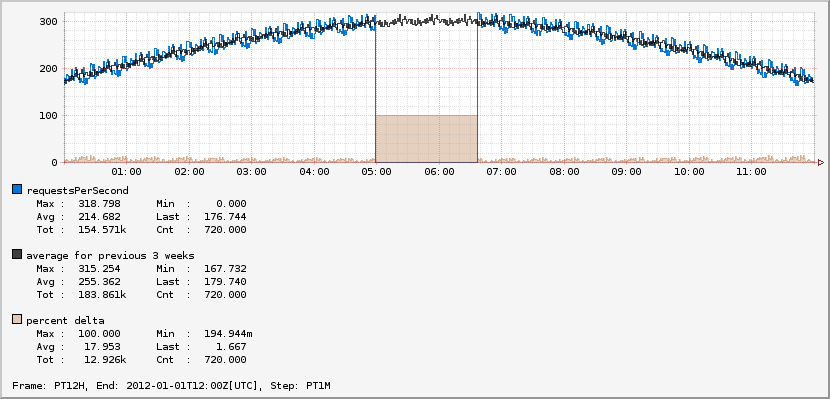 300
200
100
0
01:00 02:00 03:00 04:00 05:00 06:00 07:00 08:00 09:00 10:00 11:00
requestsPerSecond
Max : 318.798 Min : 0.000
Avg : 214.682 Last : 176.744
Tot : 154.571k Cnt : 720.000
average for previous 3 weeks
Max : 315.254 Min : 167.732
Avg : 255.362 Last : 179.740
Tot : 183.861k Cnt : 720.000
percent delta
Max : 100.000 Min : 194.944m
Avg : 17.953 Last : 1.667
Tot : 12.926k Cnt : 720.000
Frame: PT12H, End: 2012-01-01T12:00Z[UTC], Step: PT1M